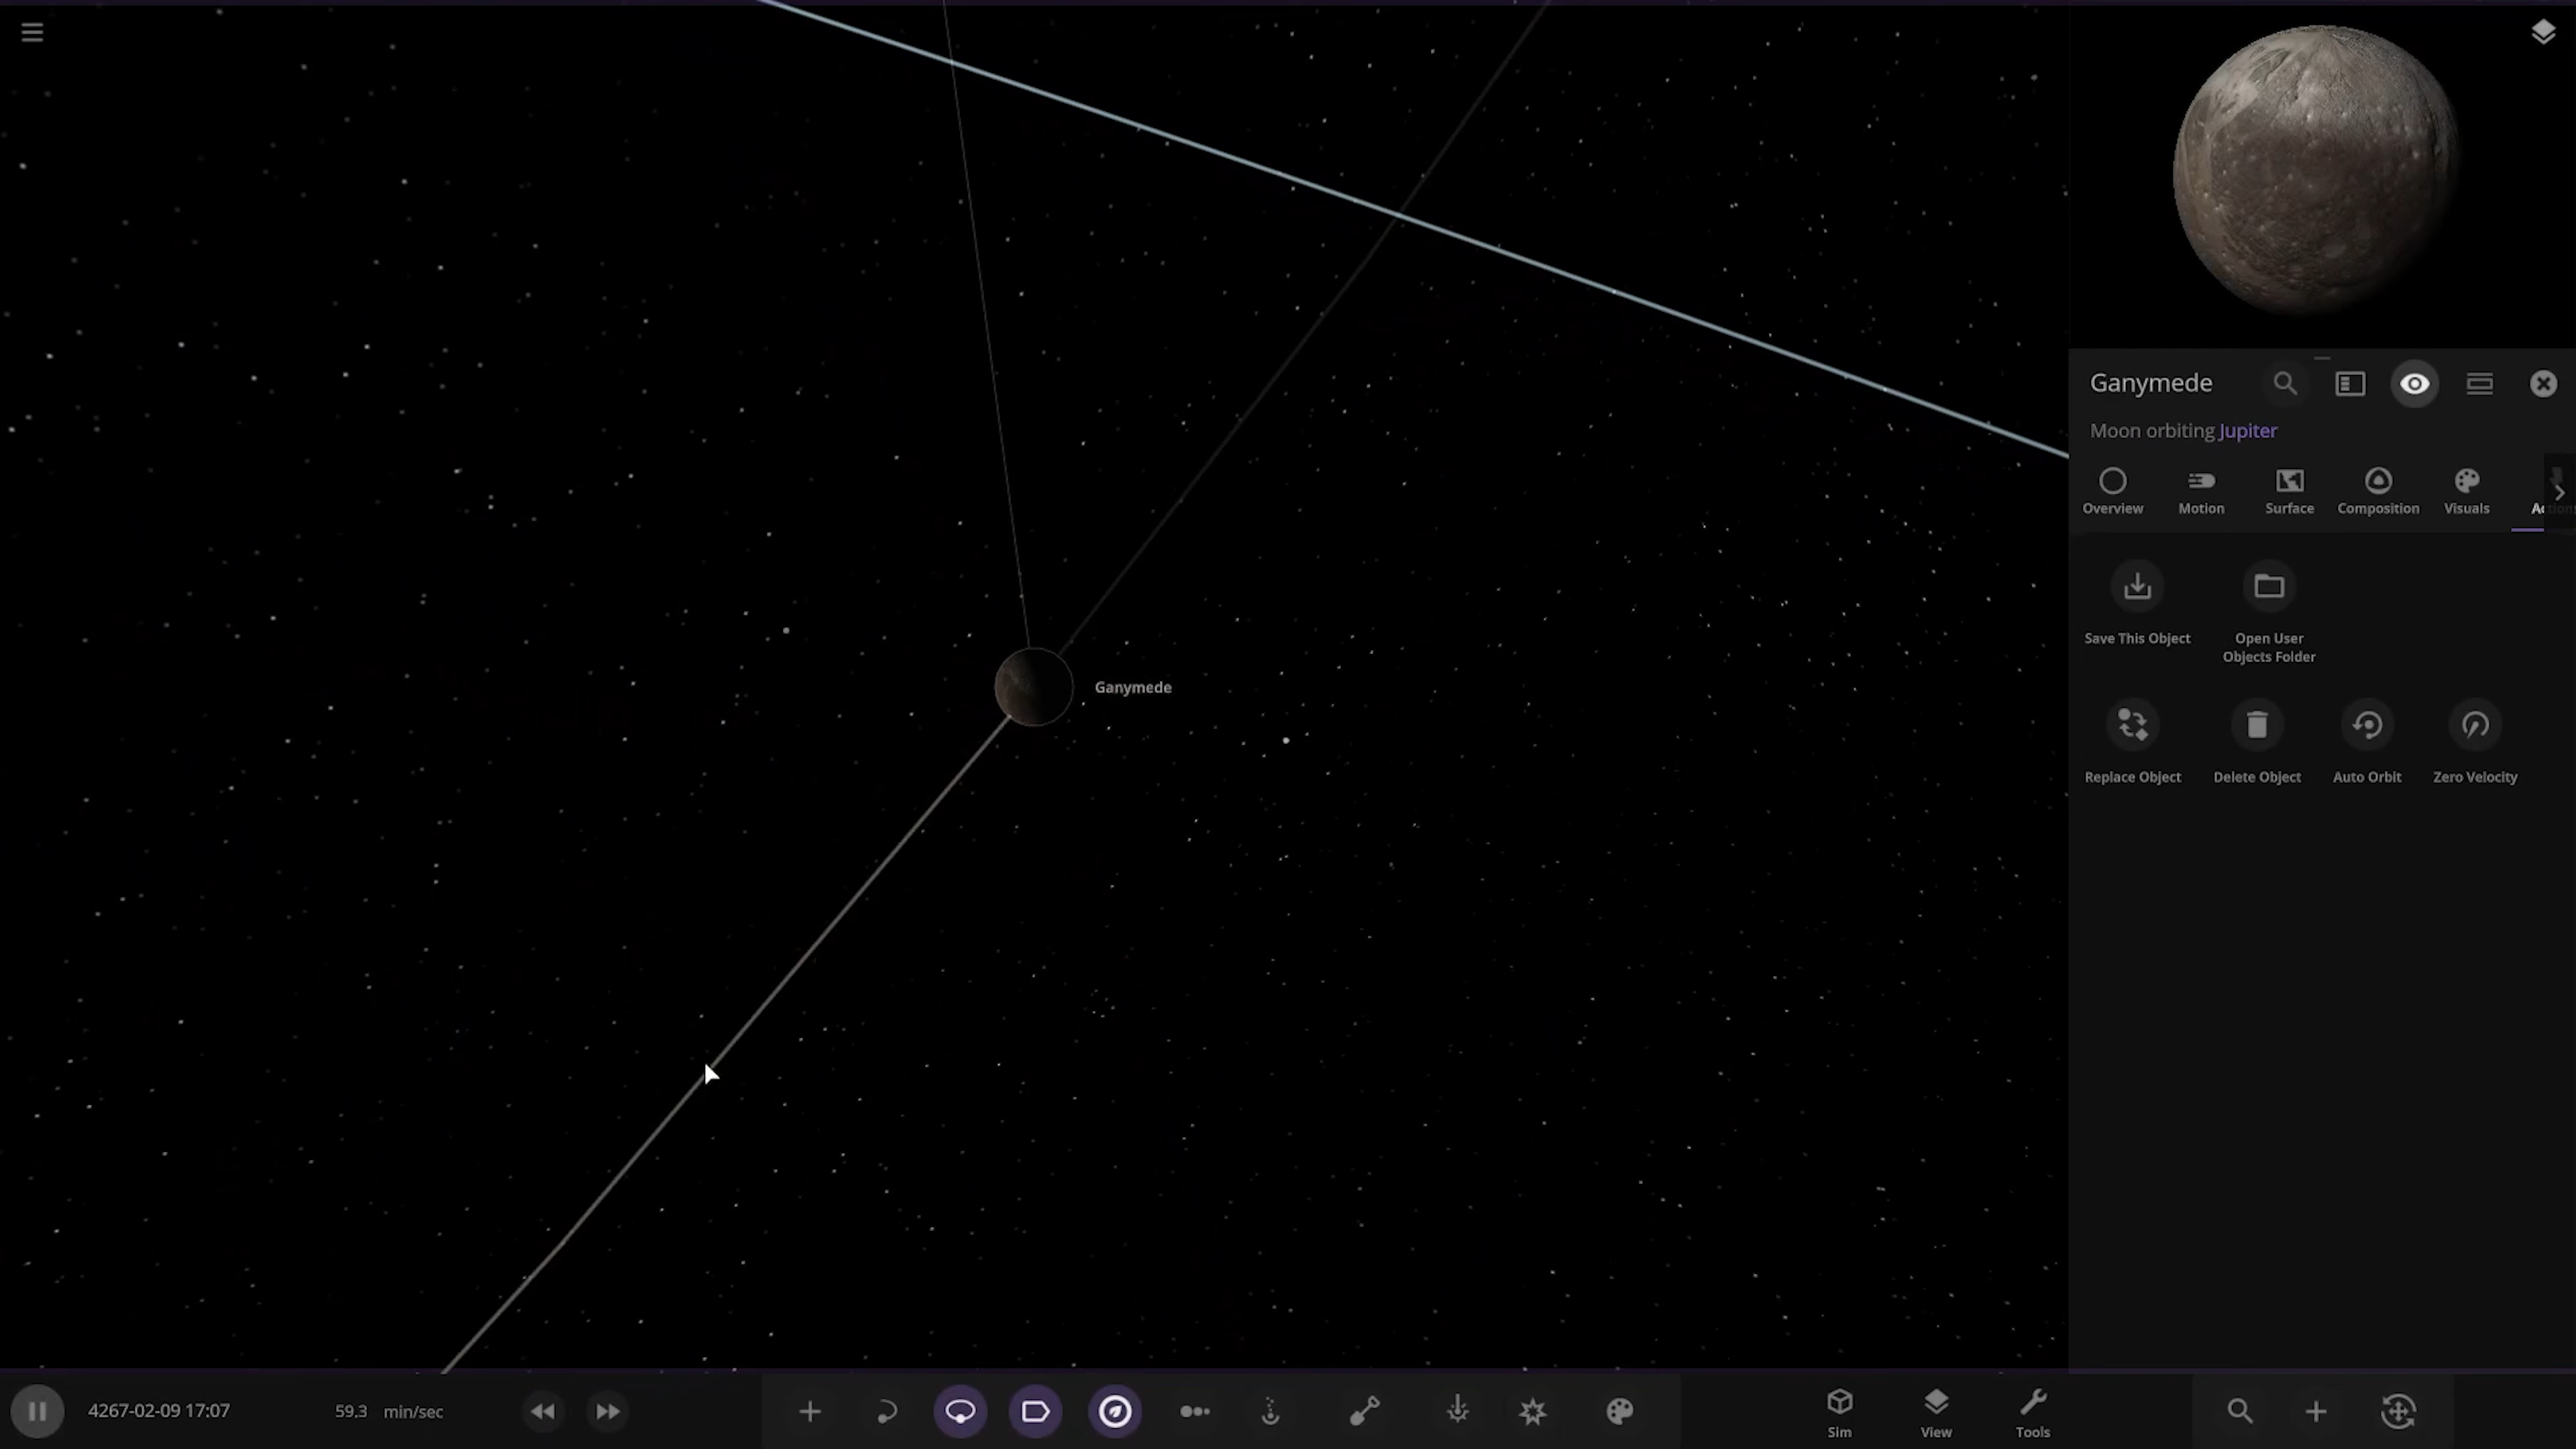 Ganymede
Moon orbiting Jupiter
Overview Motion Surface Composition Visuals
Save This Object Open User
Objects Folder
Ganymede
Replace Object Delete Object Auto Orbit Zero Velocity
4267-02-09 17:07 59.3 min/sec
Sim View Tools